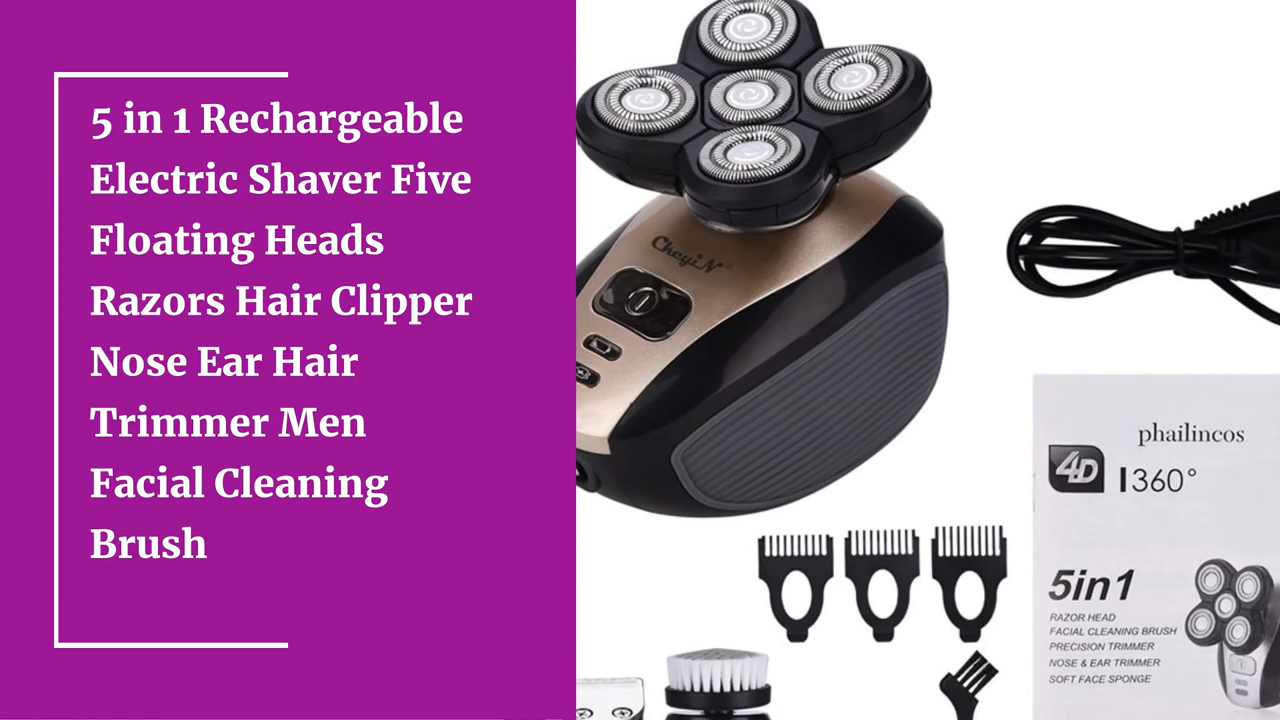 5 in 1 Rechargeable
Electric Shaver Five
Floating Heads
Razors Hair Clipper
Nose Ear Hair
Trimmer Men
Facial Cleaning
Brush
CkeyiN
phailincos
4D
360°
5in1
RAZOR HEAD
FACIAL CLEANING BRUSH
PRECISION TRIMMER
NOSE & EAR TRIMMER
SOFT FACE SPONGE